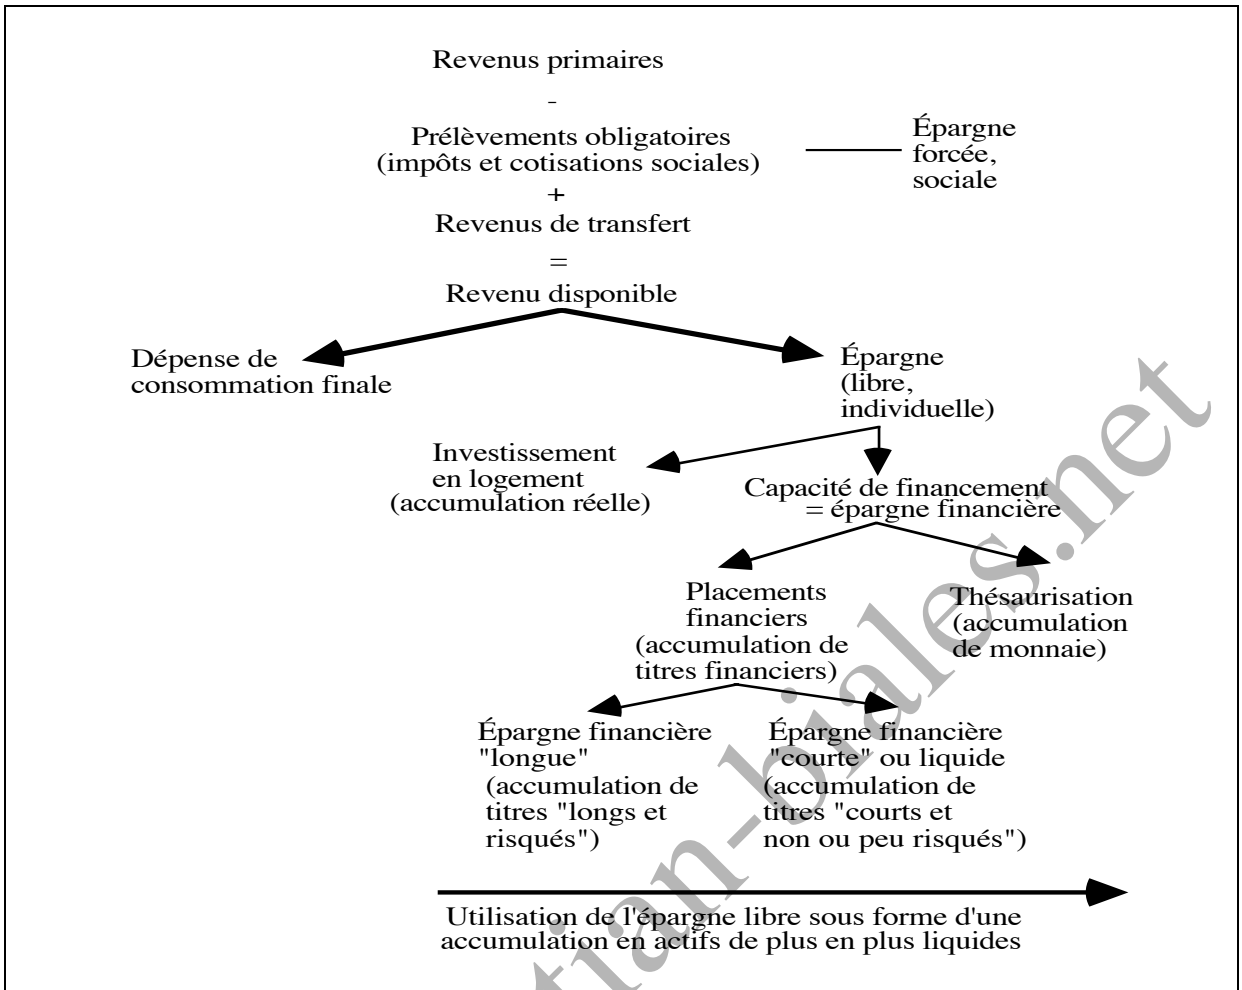 Revenus primaires
-
Prélèvements obligatoires
(impôts et cotisations sociales)
Épargne
forcée,
sociale
+
Revenus de transfert
=
Revenu disponible
Dépense de
consommation finale
Épargne
(libre,
individuelle)
Investissement
en logement
(accumulation réelle)
Capacité de financement
= épargne financière
Placements
financiers
(accumulation de
titres financiers)
Thésaurisation
(accumulation
de monnaie)
Épargne financière
"longue"
(accumulation de
titres "longs et
risqués")
Épargne financière
"courte" ou liquide
(accumulation de
titres "courts et
non ou peu risqués")
Utilisation de l'épargne libre sous forme d'une
accumulation en actifs de plus en plus liquides
tian-biales.net